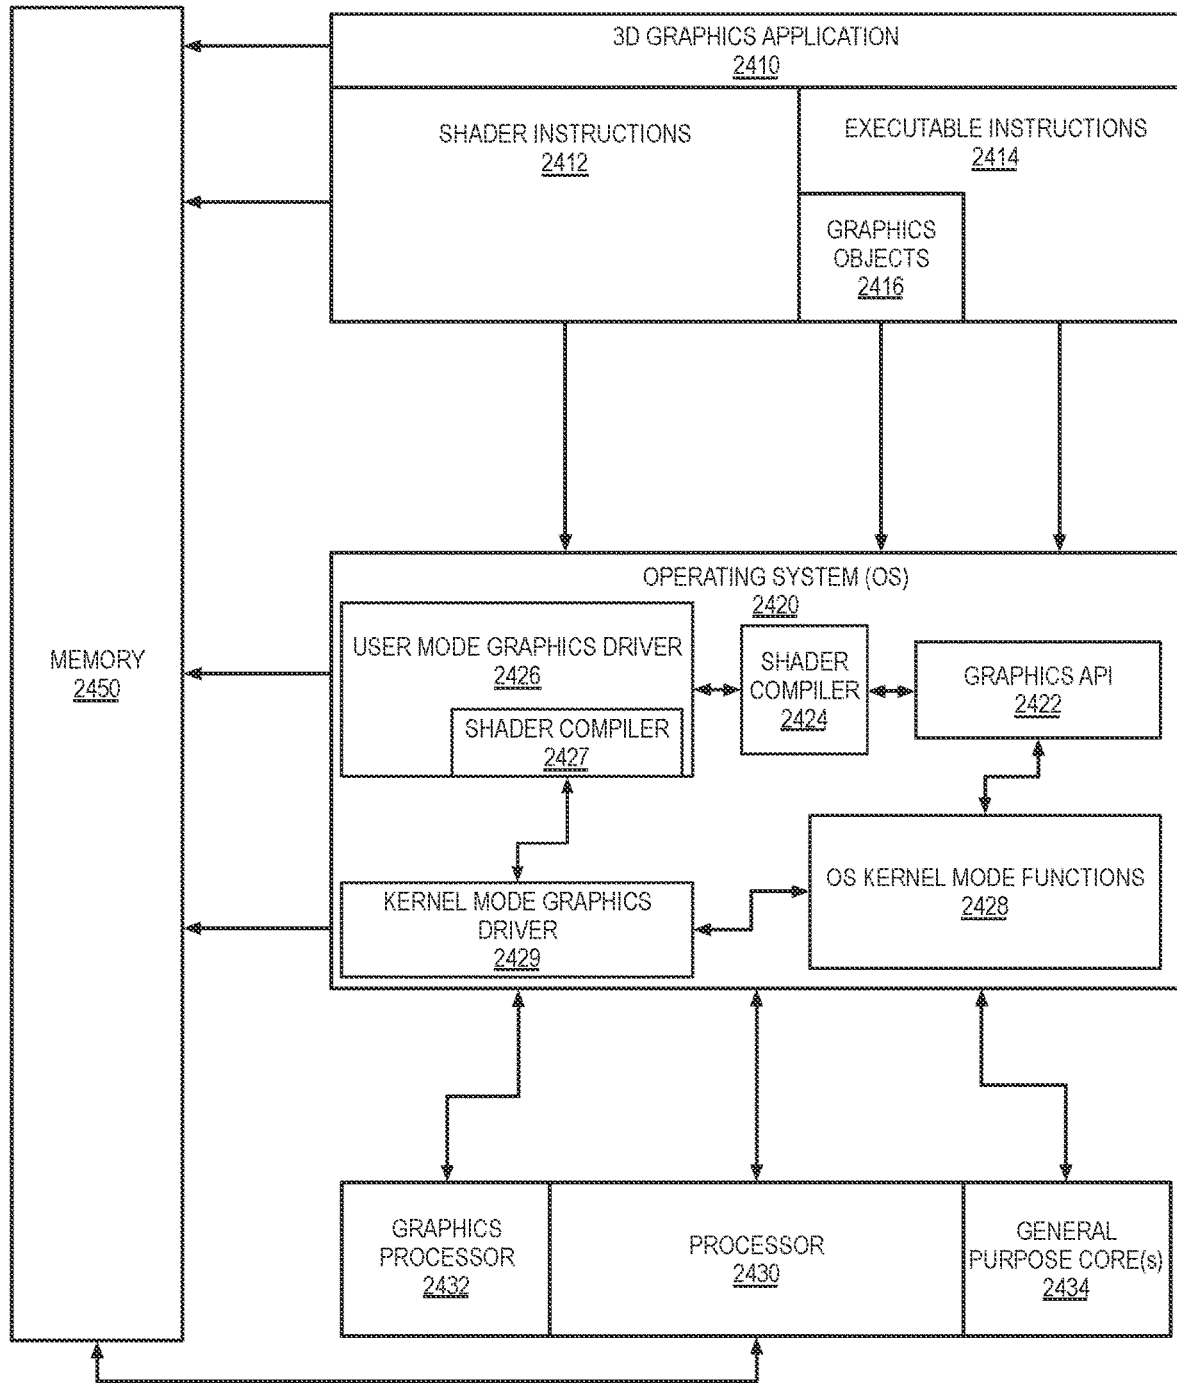 3D GRAPHICS APPLICATION
2410
SHADER INSTRUCTIONS
2412
EXECUTABLE INSTRUCTIONS
2414
GRAPHICS
OBJECTS
2416
OPERATING SYSTEM (OS)
2420
USER MODE GRAPHICS DRIVER
2426
SHADER COMPILER
2427
SHADER
COMPILER
2424
GRAPHICS API
2422
MEMORY
2450
KERNEL MODE GRAPHICS
DRIVER
2429
OS KERNEL MODE FUNCTIONS
2428
GRAPHICS
PROCESSOR
2432
PROCESSOR
2430
GENERAL
PURPOSE CORE(s)
2434